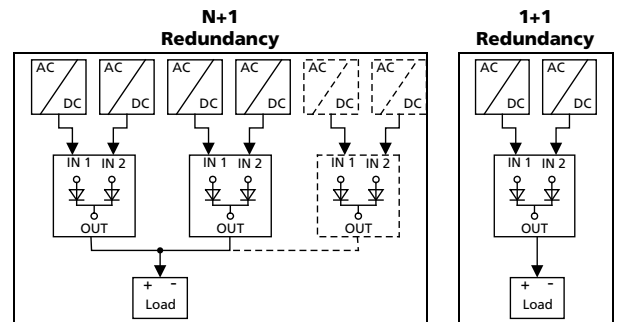 N+1
Redundancy
1+1
Redundancy
AC
DC
AC
DC
AC
DC
AC
DC
AC
DC
AC
DC
AC
DC
AC
DC
IN 1 IN 2
IN 1 IN 2
IN 1 IN 2
IN 1 IN 2
OUT
OUT
OUT
OUT
+ -
Load
+ -
Load